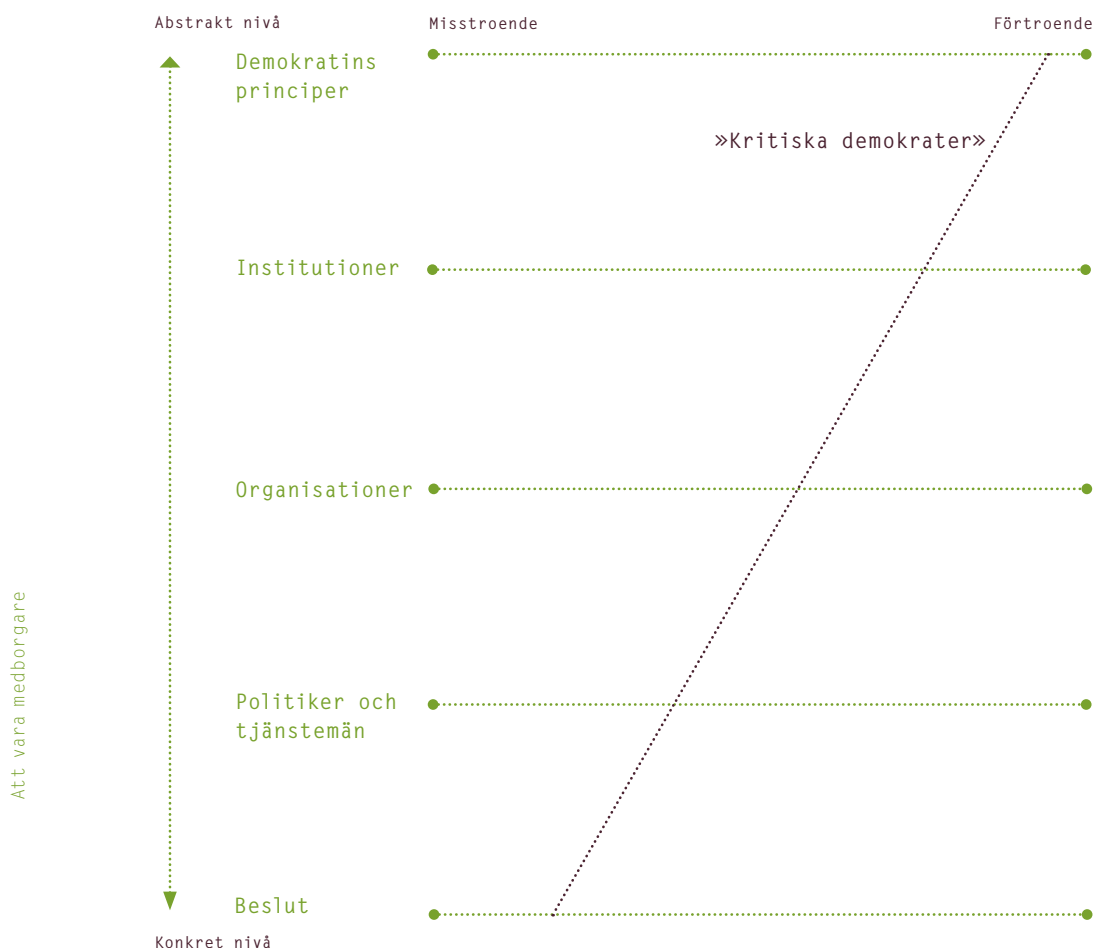 Abstrakt nivå
Misstroende
Förtroende
Demokratins
principer
»Kritiska demokrater»
Institutioner
Organisationer
Att vara medborgare
Politiker och
tjänstemän
Beslut
Konkret nivå